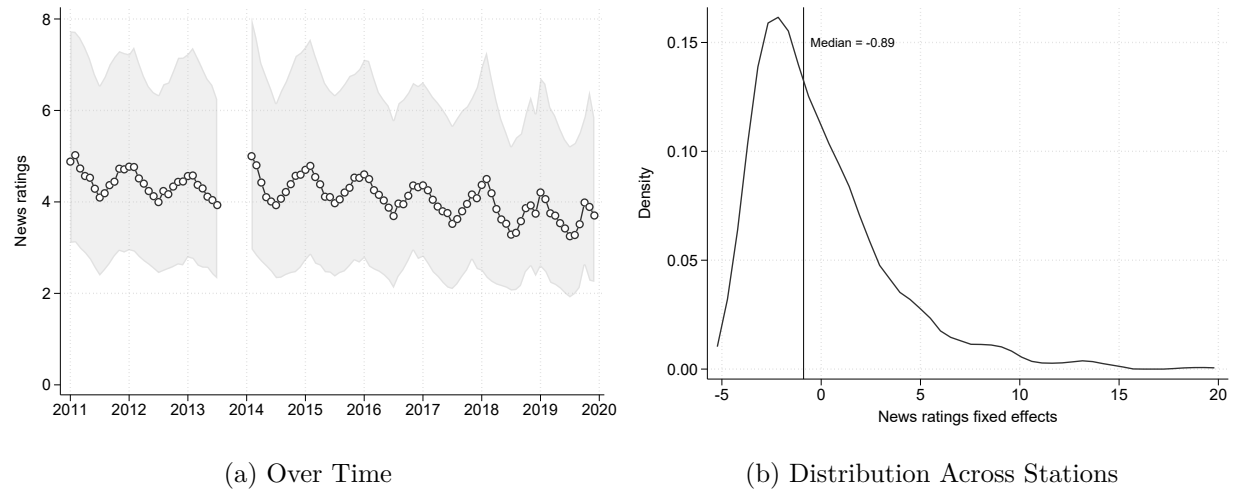 News ratings
8
6
4
2
0
2011 2012 2013 2014 2015 2016 2017 2018 2019 2020
(a) Over Time
Density
0.15
0.10
0.05
0.00
Median = -0.89
-5 0 5 10 15 20
News ratings fixed effects
(b) Distribution Across Stations